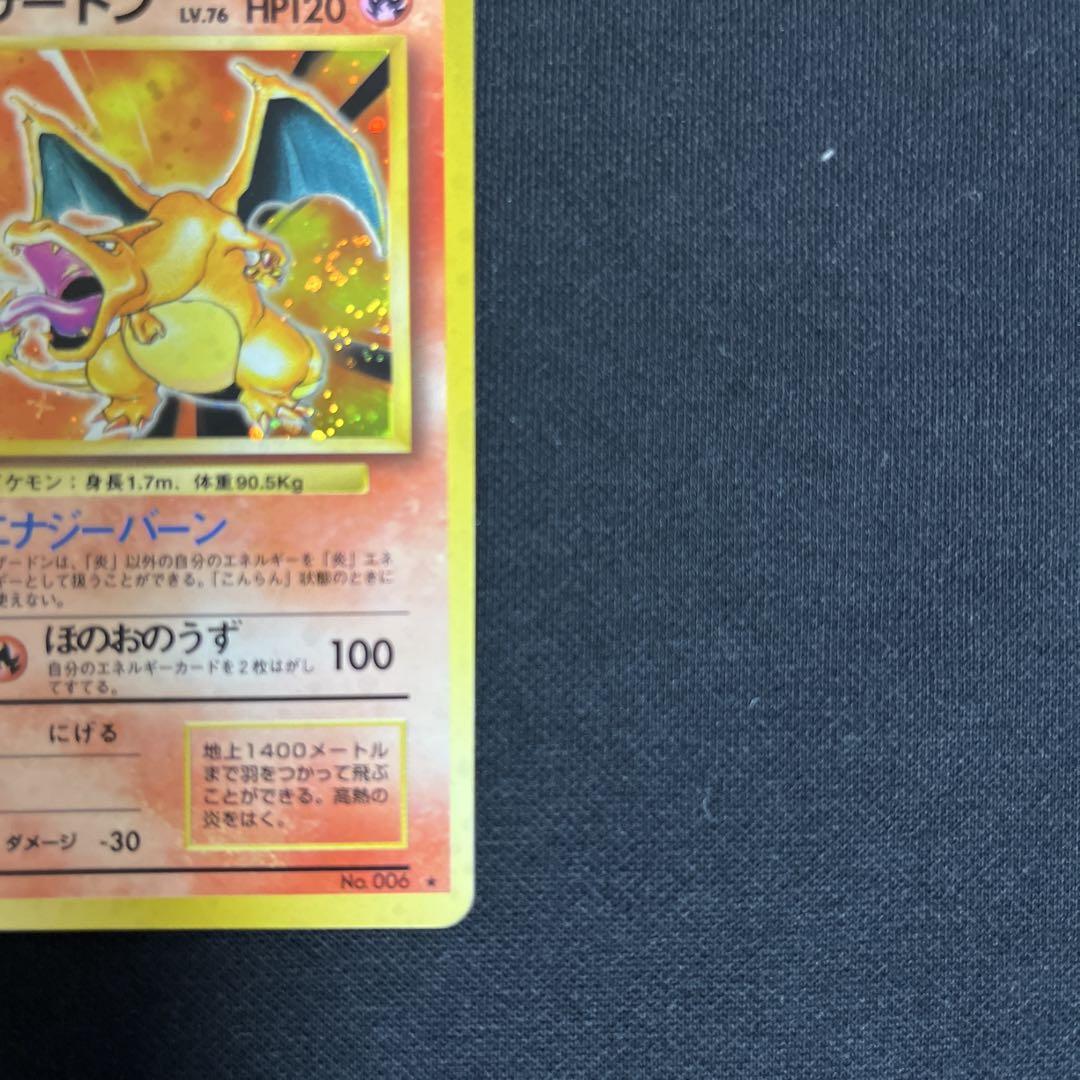 ザードン LV.76 HP120
ケモン：身長1.7m、体重90.5Kg
エナジーバーン
ザードンは、「炎」以外の自分のエネルギーを「炎」エネ
ギーとして扱うことができる。「こんらん」状態のときに
使えない。
ほのおのうず 100
自分のエネルギーカードを2枚はがし
てすてる。
にげる
地上1400メートル
まで羽をつかって飛ぶ
ことができる。高熱の
炎をはく。
ダメージ -30
No. 006 ★